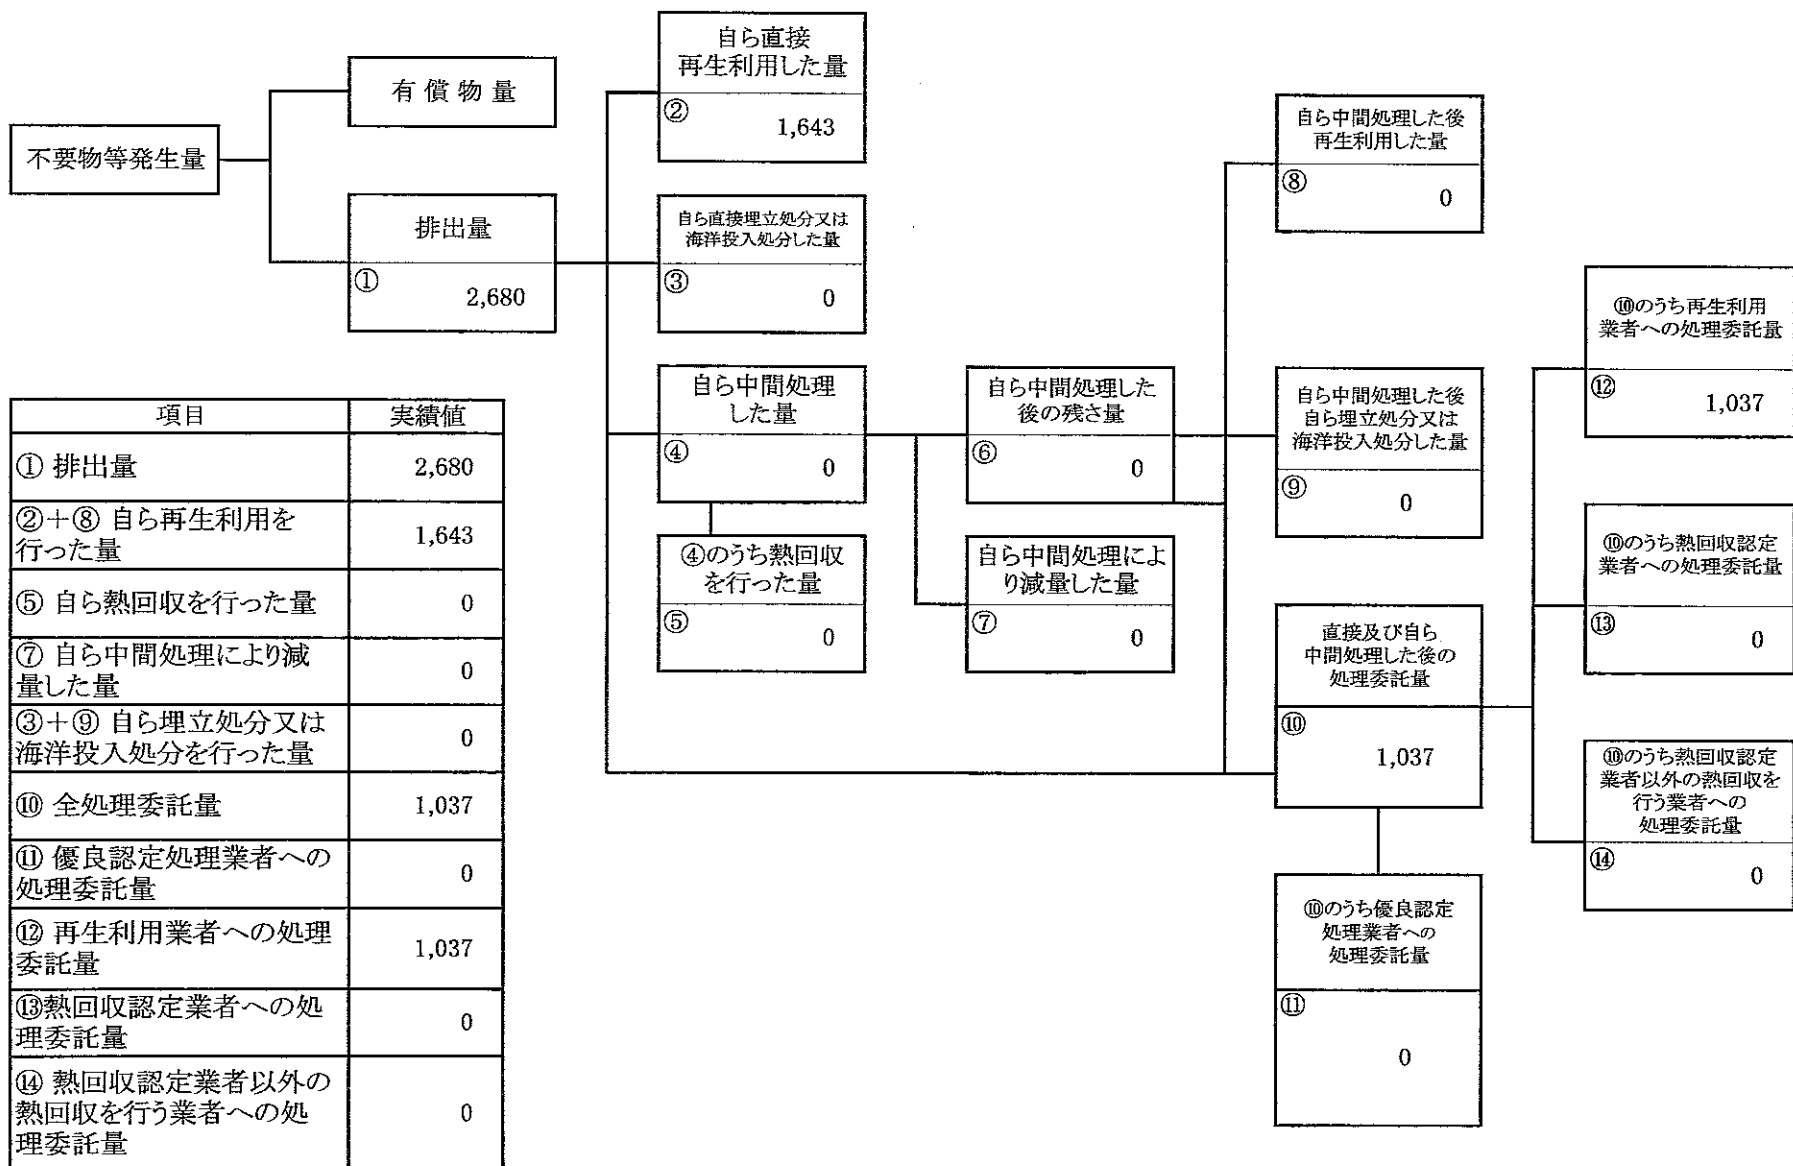 不要物等発生量
有償物量
排出量
①
2,680
自ら直接
再生利用した量
②
1,643
自ら直接埋立処分又は
海洋投入処分した量
③
0
自ら中間処理
した量
④
0
④のうち熱回収
を行った量
⑤
0
自ら中間処理した
後の残さ量
⑥
0
自ら中間処理によ
り減量した量
⑦
0
自ら中間処理した後
再生利用した量
⑧
0
自ら中間処理した後
自ら埋立処分又は
海洋投入処分した量
⑨
0
直接及び自ら
中間処理した後の
処理委託量
⑩
1,037
⑩のうち優良認定
処理業者への
処理委託量
⑪
0
⑩のうち再生利用
業者への処理委託量
⑫
1,037
⑩のうち熱回収認定
業者への処理委託量
⑬
0
⑩のうち熱回収認定
業者以外の熱回収を
行う業者への
処理委託量
⑭
0
項目 実績値
① 排出量 2,680
②+⑧ 自ら再生利用を
行った量 1,643
⑤ 自ら熱回収を行った量 0
⑦ 自ら中間処理により減
量した量 0
③+⑨ 自ら埋立処分又は
海洋投入処分を行った量 0
⑩ 全処理委託量 1,037
⑪ 優良認定処理業者への
処理委託量 0
⑫ 再生利用業者への処理
委託量 1,037
⑬熱回収認定業者への処
理委託量 0
⑭ 熱回収認定業者以外の
熱回収を行う業者への処
理委託量 0